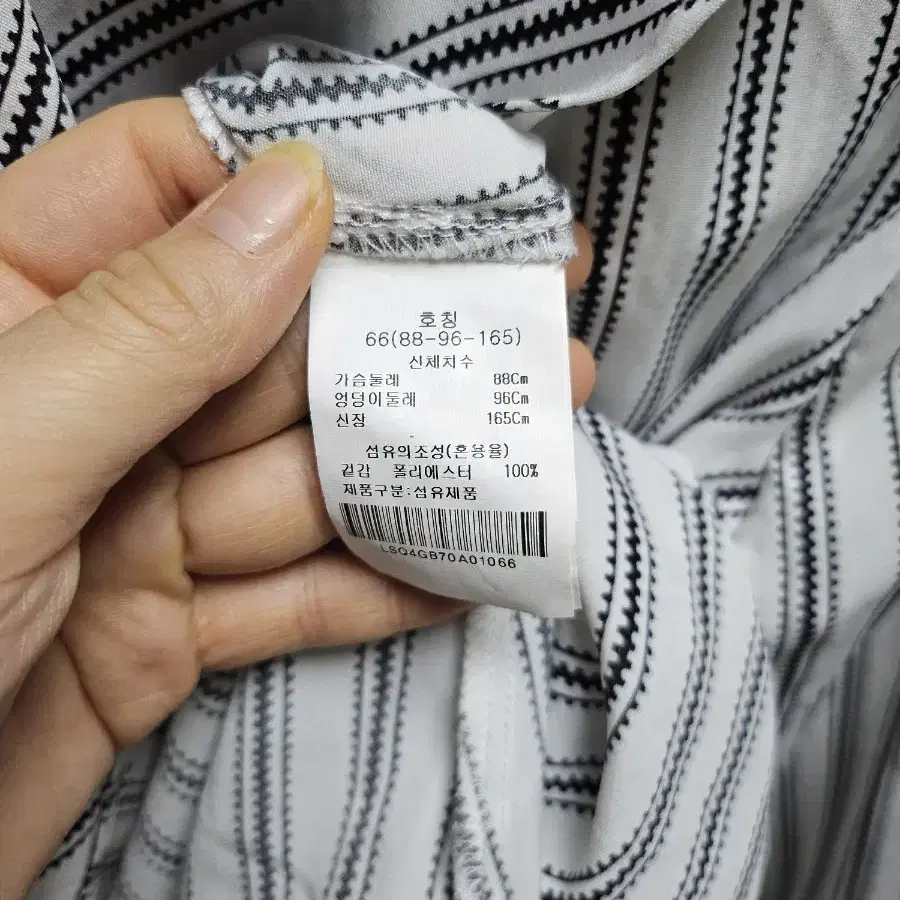 호칭
66(88-96-165)
신체치수
가슴둘레 88Cm
엉덩이둘레 96Cm
신장 165Cm
섬유의조성(혼용율)
겉감 폴리에스터 100%
제품구분:섬유제품
LSQ4GB70A01066